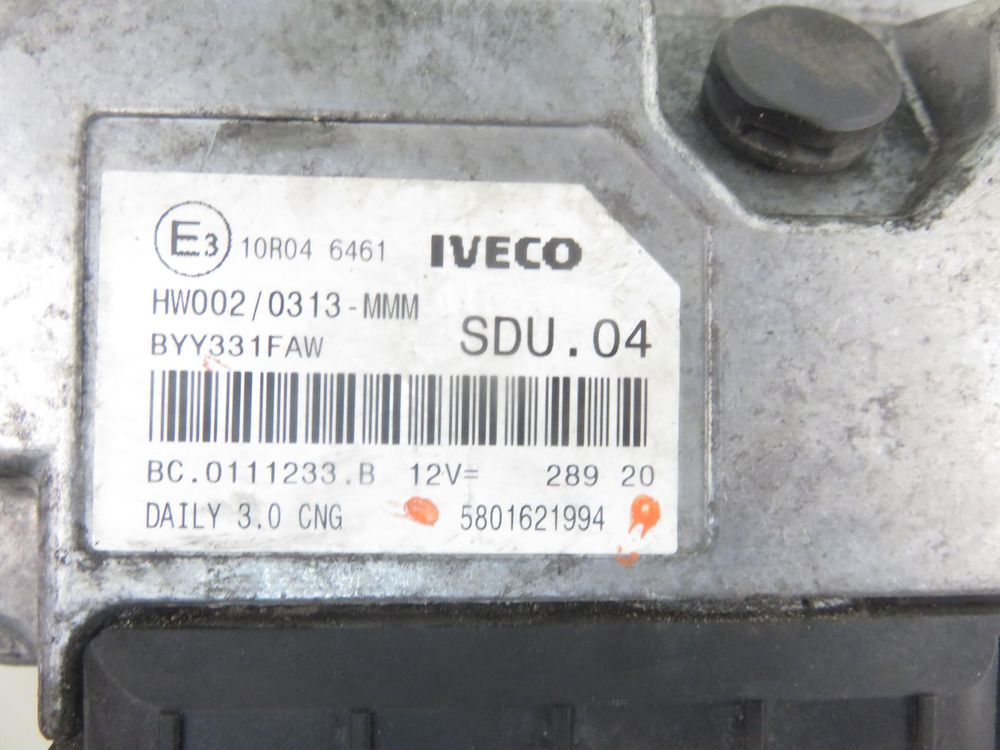 E3 10R04 6461 IVECO
HW002/0313-MMM
BYY331FAW SDU.04
BC.0111233.B 12V= 289 20
DAILY 3.0 CNG 5801621994